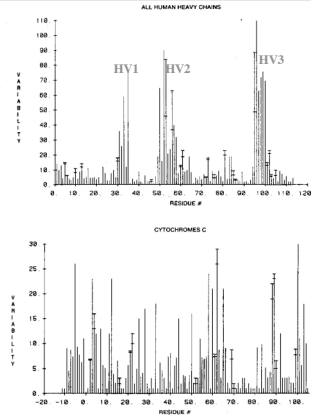 ALL HUMAN HEAVY CHAINS
VARIABILITY
110.
100.
90.
80.
70.
60.
50.
40.
30.
20.
10.
0.
HV1 HV2 HV3
0. 10. 20. 30. 40. 50. 60. 70. 80. 90. 100. 110. 120
RESIDUE #
CYTOCHROMES C
VARIABILITY
30
25.
20.
15.
10.
5.
0.
-20 -10 0. 10. 20. 30. 40. 50. 60. 70. 80. 90. 100. 110.
RESIDUE #